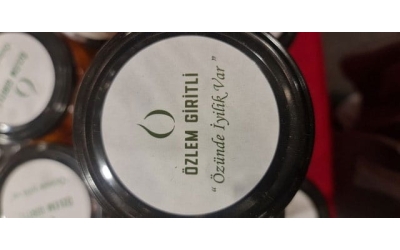 ÖZLEM GİRİTLİ
“ Özünde İyilik Var ”